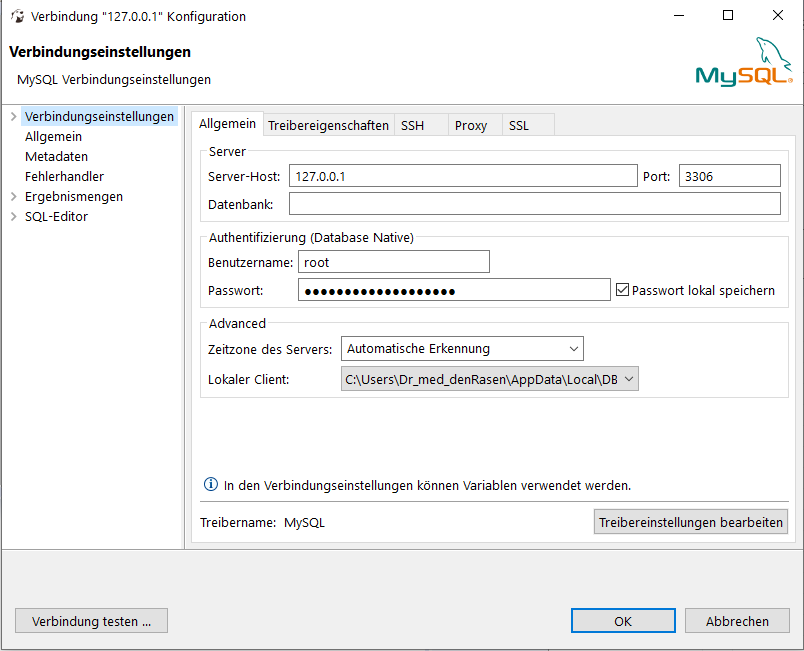 Verbindung "127.0.0.1" Konfiguration
Verbindungseinstellungen
MySQL Verbindungseinstellungen
MySQL®
Verbindungseinstellungen
Allgemein
Metadaten
Fehlerhandler
Ergebnismengen
SQL-Editor
Allgemein Treibereigenschaften SSH Proxy SSL
Server
Server-Host: 127.0.0.1 Port: 3306
Datenbank:
Authentifizierung (Database Native)
Benutzername: root
Passwort: ●●●●●●●●●●●●●●●●●●● Passwort lokal speichern
Advanced
Zeitzone des Servers: Automatische Erkennung
Lokaler Client: C:\Users\Dr_med_denRasen\AppData\Local\DB
In den Verbindungseinstellungen können Variablen verwendet werden.
Treibername: MySQL Treibereinstellungen bearbeiten
Verbindung testen ... OK Abbrechen